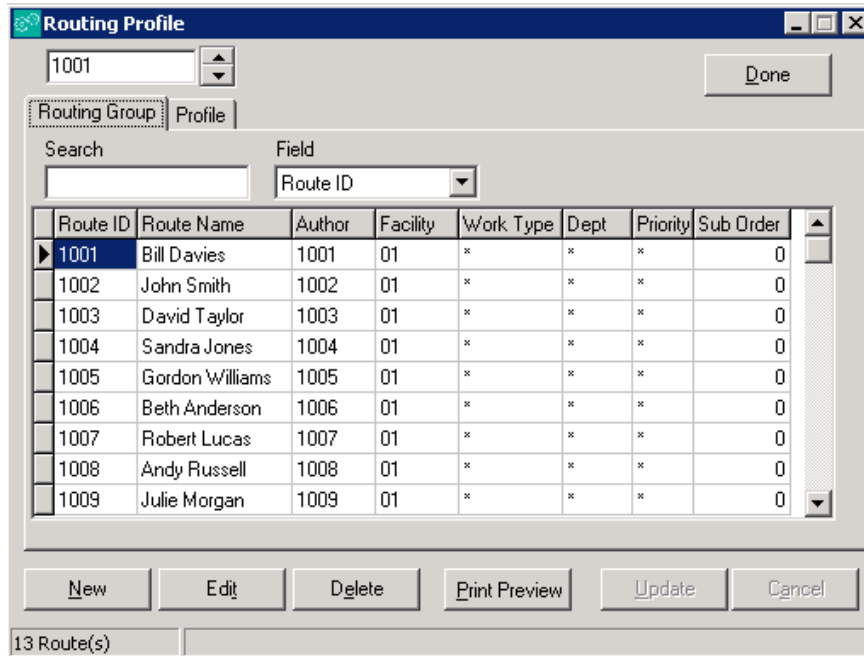 Routing Profile
1001
Done
Routing Group Profile
Search Field
Route ID
Route ID Route Name Author Facility Work Type Dept Priority Sub Order
1001 Bill Davies 1001 01 * * * 0
1002 John Smith 1002 01 * * * 0
1003 David Taylor 1003 01 * * * 0
1004 Sandra Jones 1004 01 * * * 0
1005 Gordon Williams 1005 01 * * * 0
1006 Beth Anderson 1006 01 * * * 0
1007 Robert Lucas 1007 01 * * * 0
1008 Andy Russell 1008 01 * * * 0
1009 Julie Morgan 1009 01 * * * 0
New Edit Delete Print Preview Update Cancel
13 Route(s)